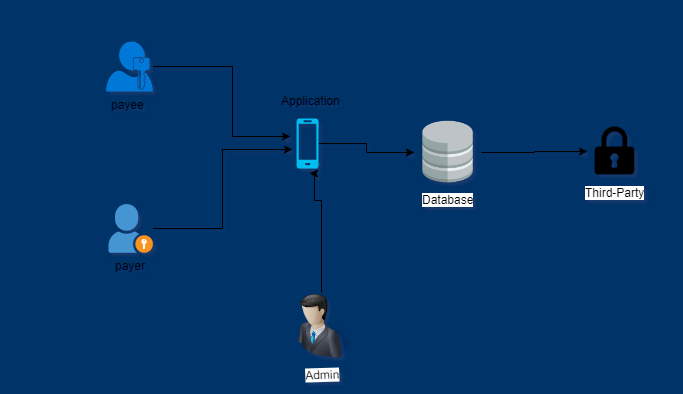 payee
Application
Database
Third-Party
payer
Admin